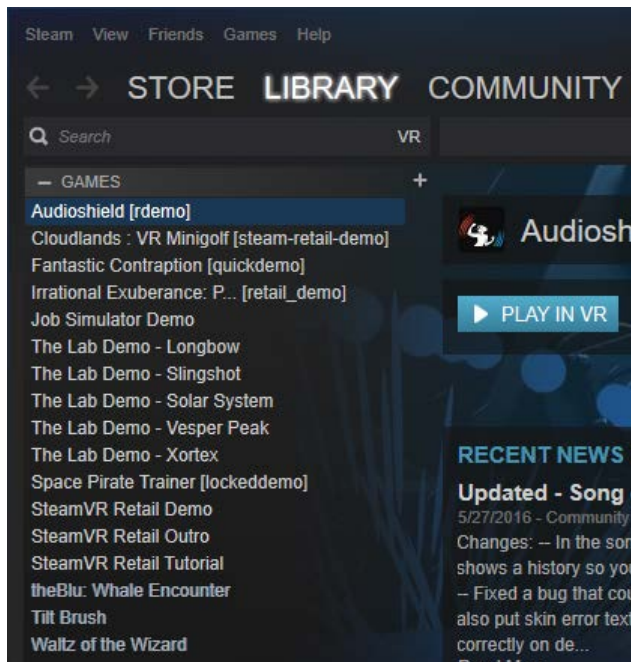 Steam View Friends Games Help
STORE LIBRARY COMMUNITY
Search VR
GAMES +
Audioshield [rdemo]
Cloudlands : VR Minigolf [steam-retail-demo]
Fantastic Contraption [quickdemo]
Irrational Exuberance: P... [retail_demo]
Job Simulator Demo
The Lab Demo - Longbow
The Lab Demo - Slingshot
The Lab Demo - Solar System
The Lab Demo - Vesper Peak
The Lab Demo - Xortex
Space Pirate Trainer [lockeddemo]
SteamVR Retail Demo
SteamVR Retail Outro
SteamVR Retail Tutorial
theBlu: Whale Encounter
Tilt Brush
Waltz of the Wizard
Audiosh
PLAY IN VR
RECENT NEWS
Updated - Song
5/27/2016 - Community
Changes: -- In the son
shows a history so you
-- Fixed a bug that cou
also put skin error text
correctly on de...